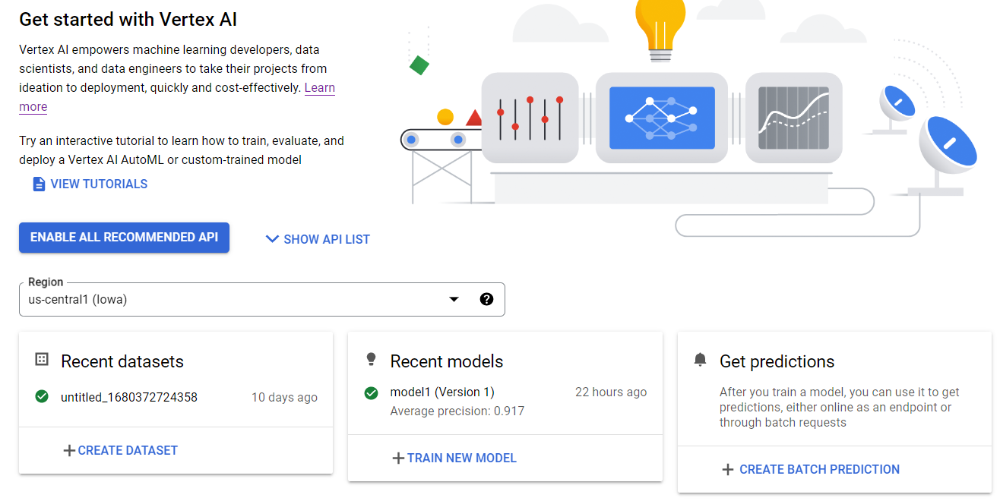 Get started with Vertex AI
Vertex AI empowers machine learning developers, data
scientists, and data engineers to take their projects from
ideation to deployment, quickly and cost-effectively. Learn
more
Try an interactive tutorial to learn how to train, evaluate, and
deploy a Vertex AI AutoML or custom-trained model
VIEW TUTORIALS
ENABLE ALL RECOMMENDED API
SHOW API LIST
Region
us-central1 (Iowa)
Recent datasets
untitled_1680372724358 10 days ago
CREATE DATASET
Recent models
model1 (Version 1) 22 hours ago
Average precision: 0.917
TRAIN NEW MODEL
Get predictions
After you train a model, you can use it to get
predictions, either online as an endpoint or
through batch requests
CREATE BATCH PREDICTION